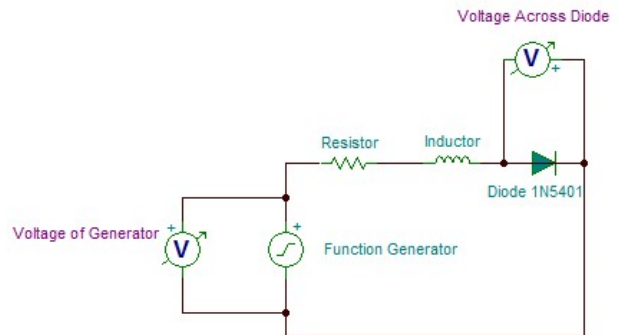 Voltage Across Diode
V
+
Resistor
Inductor
Diode 1N5401
+
+
Voltage of Generator
V
Function Generator